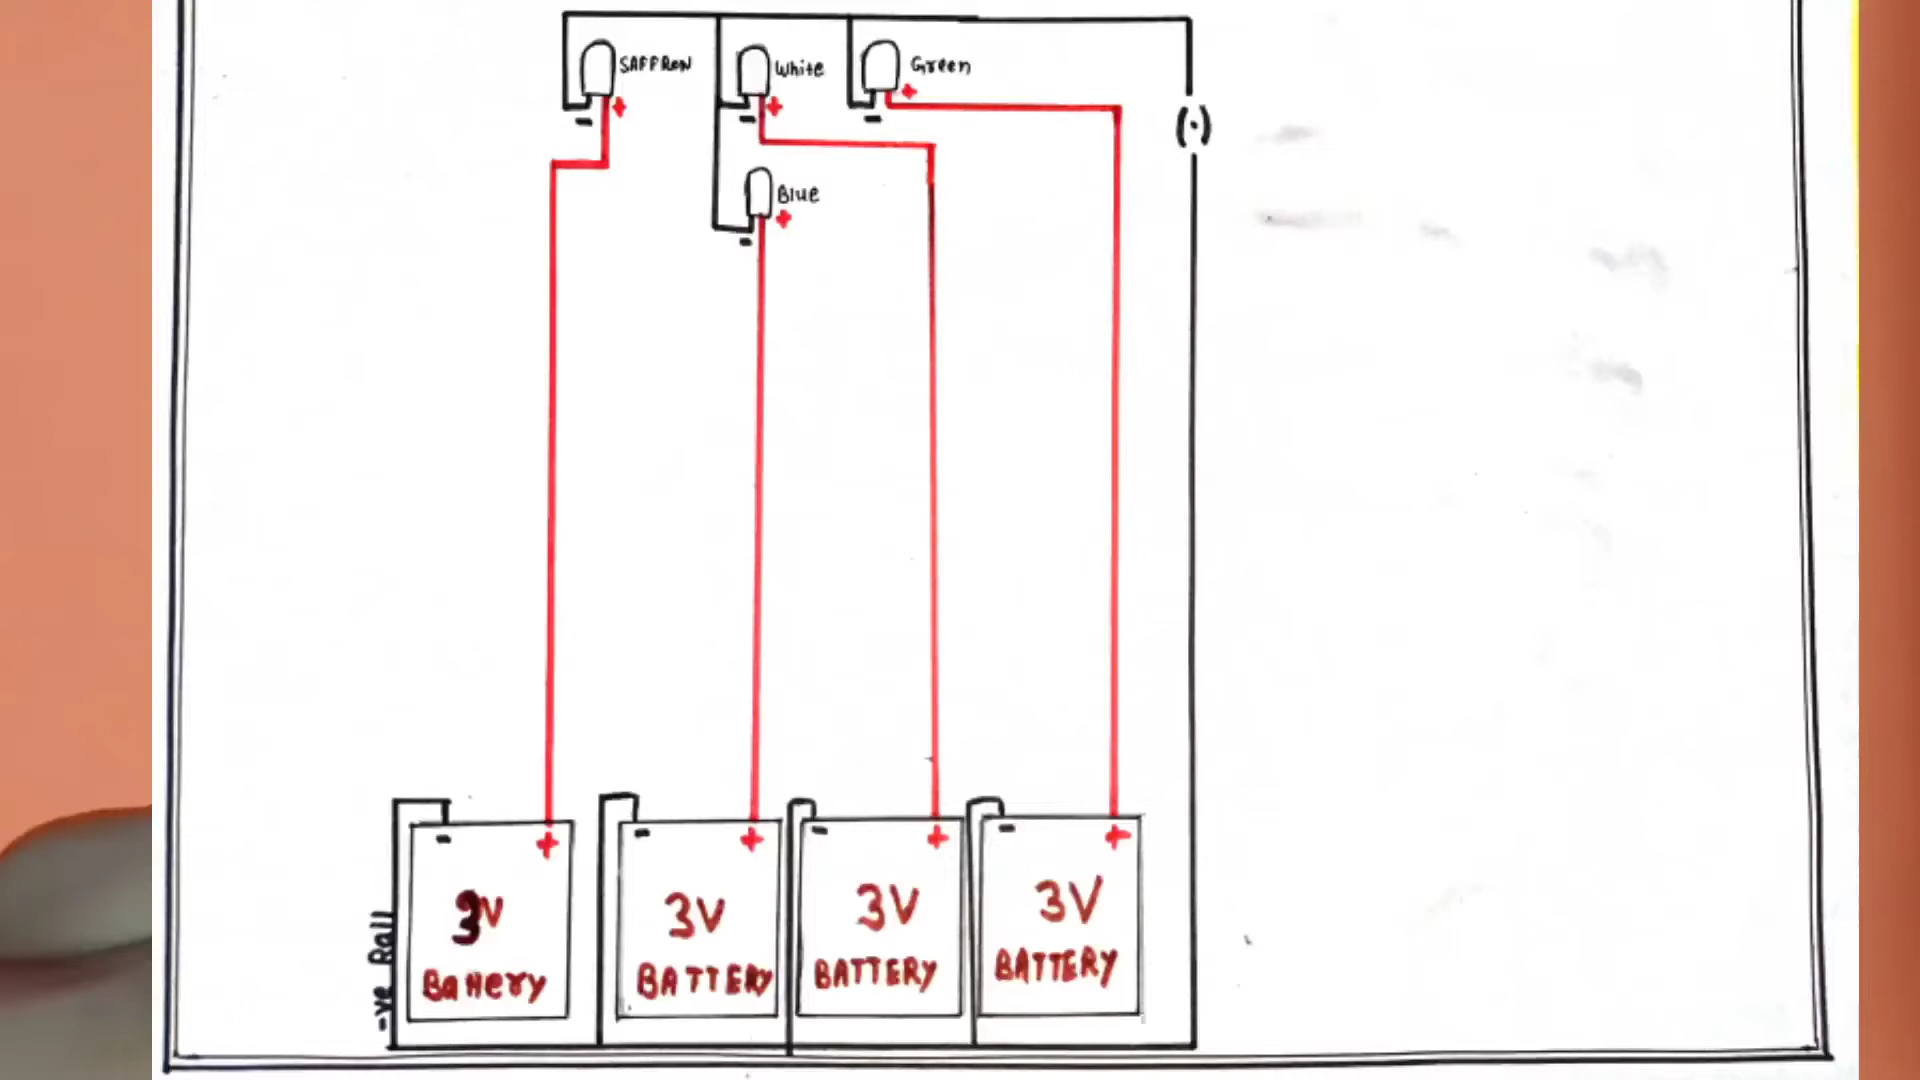 SAFFRON
White
Green
+
-
+
-
+
-
(-)
Blue
+
-
-
+
-
+
-
+
-
+
3V
Battery
3V
BATTERY
3V
BATTERY
3V
BATTERY
-ve Rail